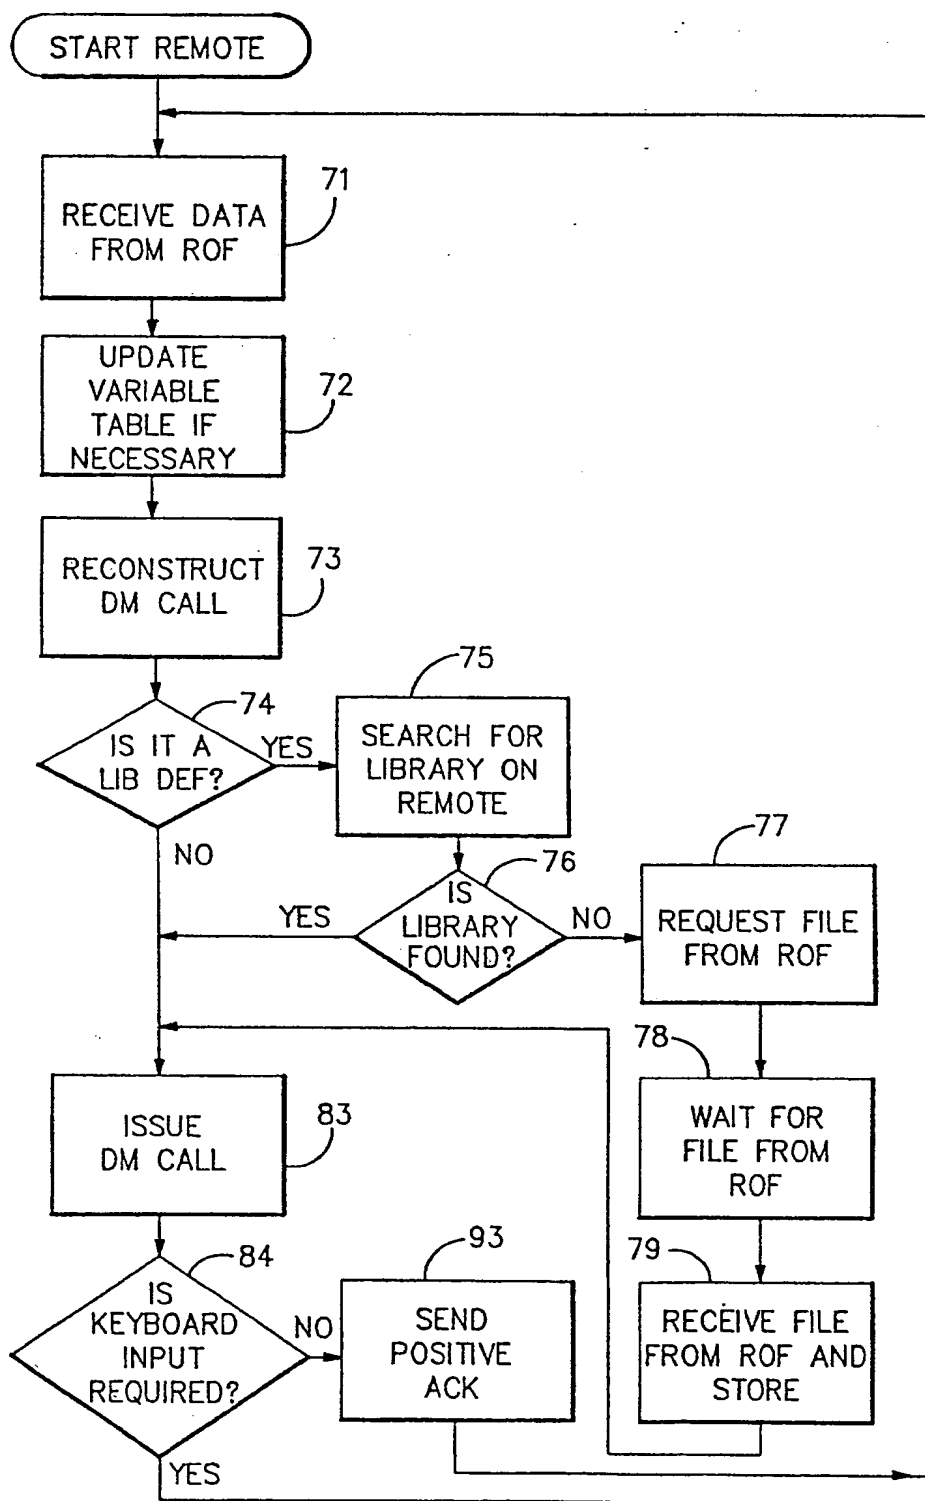 START REMOTE
71
RECEIVE DATA
FROM ROF
72
UPDATE
VARIABLE
TABLE IF
NECESSARY
73
RECONSTRUCT
DM CALL
74
IS IT A
LIB DEF?
YES
NO
75
SEARCH FOR
LIBRARY ON
REMOTE
76
IS
LIBRARY
FOUND?
YES
NO
77
REQUEST FILE
FROM ROF
78
WAIT FOR
FILE FROM
ROF
79
RECEIVE FILE
FROM ROF AND
STORE
83
ISSUE
DM CALL
84
IS
KEYBOARD
INPUT
REQUIRED?
NO
YES
93
SEND
POSITIVE
ACK